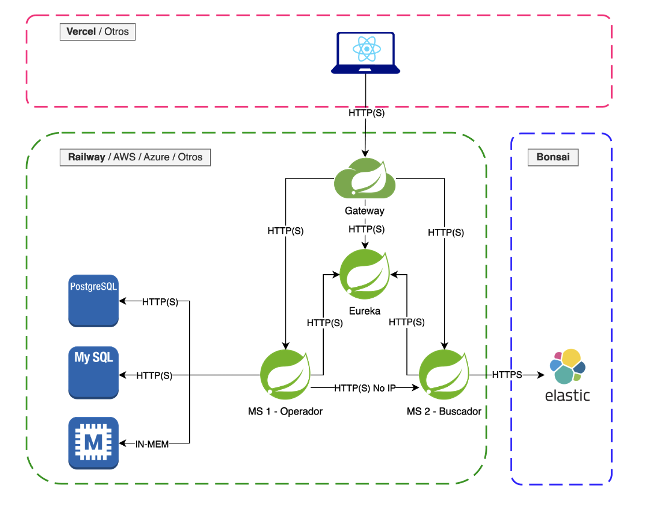 Vercel / Otros
HTTP(S)
Railway / AWS / Azure / Otros
Bonsai
Gateway
HTTP(S)
HTTP(S)
HTTP(S)
PostgreSQL
HTTP(S)
Eureka
HTTP(S)
HTTP(S)
My SQL
HTTP(S)
HTTPS
HTTP(S) No IP
elastic
MS 1 - Operador
MS 2 - Buscador
M
IN-MEM